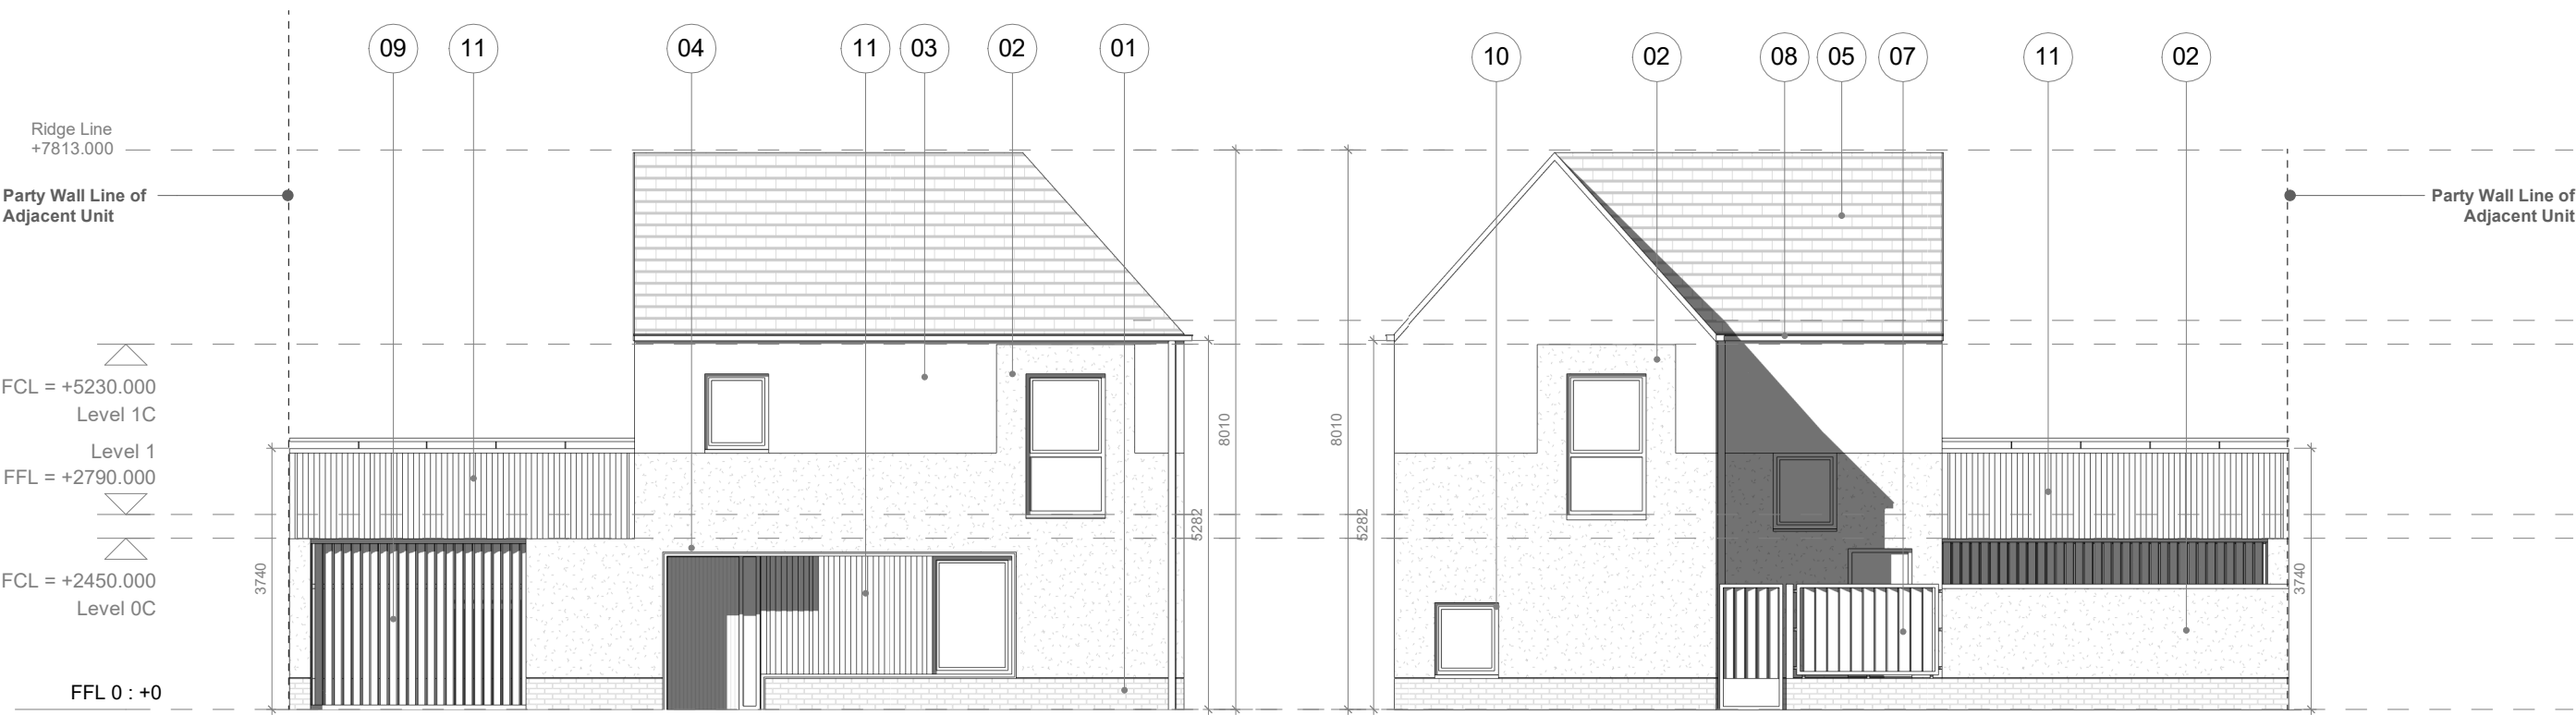 09
11
04
11
03
02
01
10
02
08
05
07
11
02
Ridge Line
+7813.000
Party Wall Line of
Adjacent Unit
Party Wall Line of
Adjacent Unit
FCL = +5230.000
Level 1C
Level 1
FFL = +2790.000
FCL = +2450.000
Level 0C
FFL 0 : +0
3740
5282
8010
8010
5282
3740